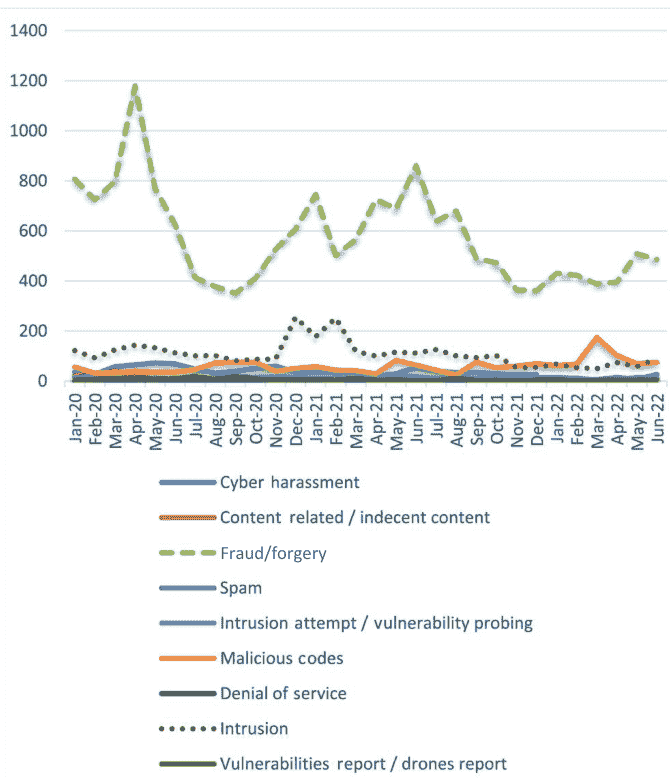 1400
1200
1000
800
600
400
200
0
Jan-20
Feb-20
Mar-20
Apr-20
May-20
Jun-20
Jul-20
Aug-20
Sep-20
Oct-20
Nov-20
Dec-20
Jan-21
Feb-21
Mar-21
Apr-21
May-21
Jun-21
Jul-21
Aug-21
Sep-21
Oct-21
Nov-21
Dec-21
Jan-22
Feb-22
Mar-22
Apr-22
May-22
Jun-22
Cyber harassment
Content related / indecent content
Fraud/forgery
Spam
Intrusion attempt / vulnerability probing
Malicious codes
Denial of service
Intrusion
Vulnerabilities report / drones report